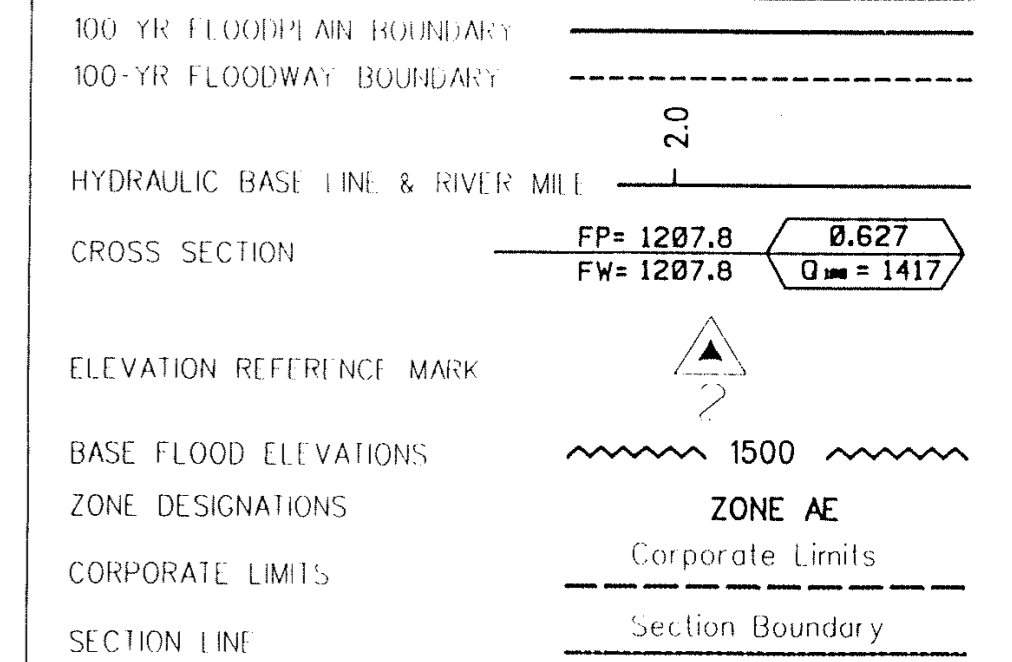 100 YR FLOODPLAIN BOUNDARY
100-YR FLOODWAY BOUNDARY
2.0
HYDRAULIC BASE LINE & RIVER MILE
CROSS SECTION
FP= 1207.8
0.627
FW= 1207.8
Q100 = 1417
ELEVATION REFERENCE MARK
2
BASE FLOOD ELEVATIONS
1500
ZONE DESIGNATIONS
ZONE AE
Corporate Limits
CORPORATE LIMITS
Section Boundary
SECTION LINE